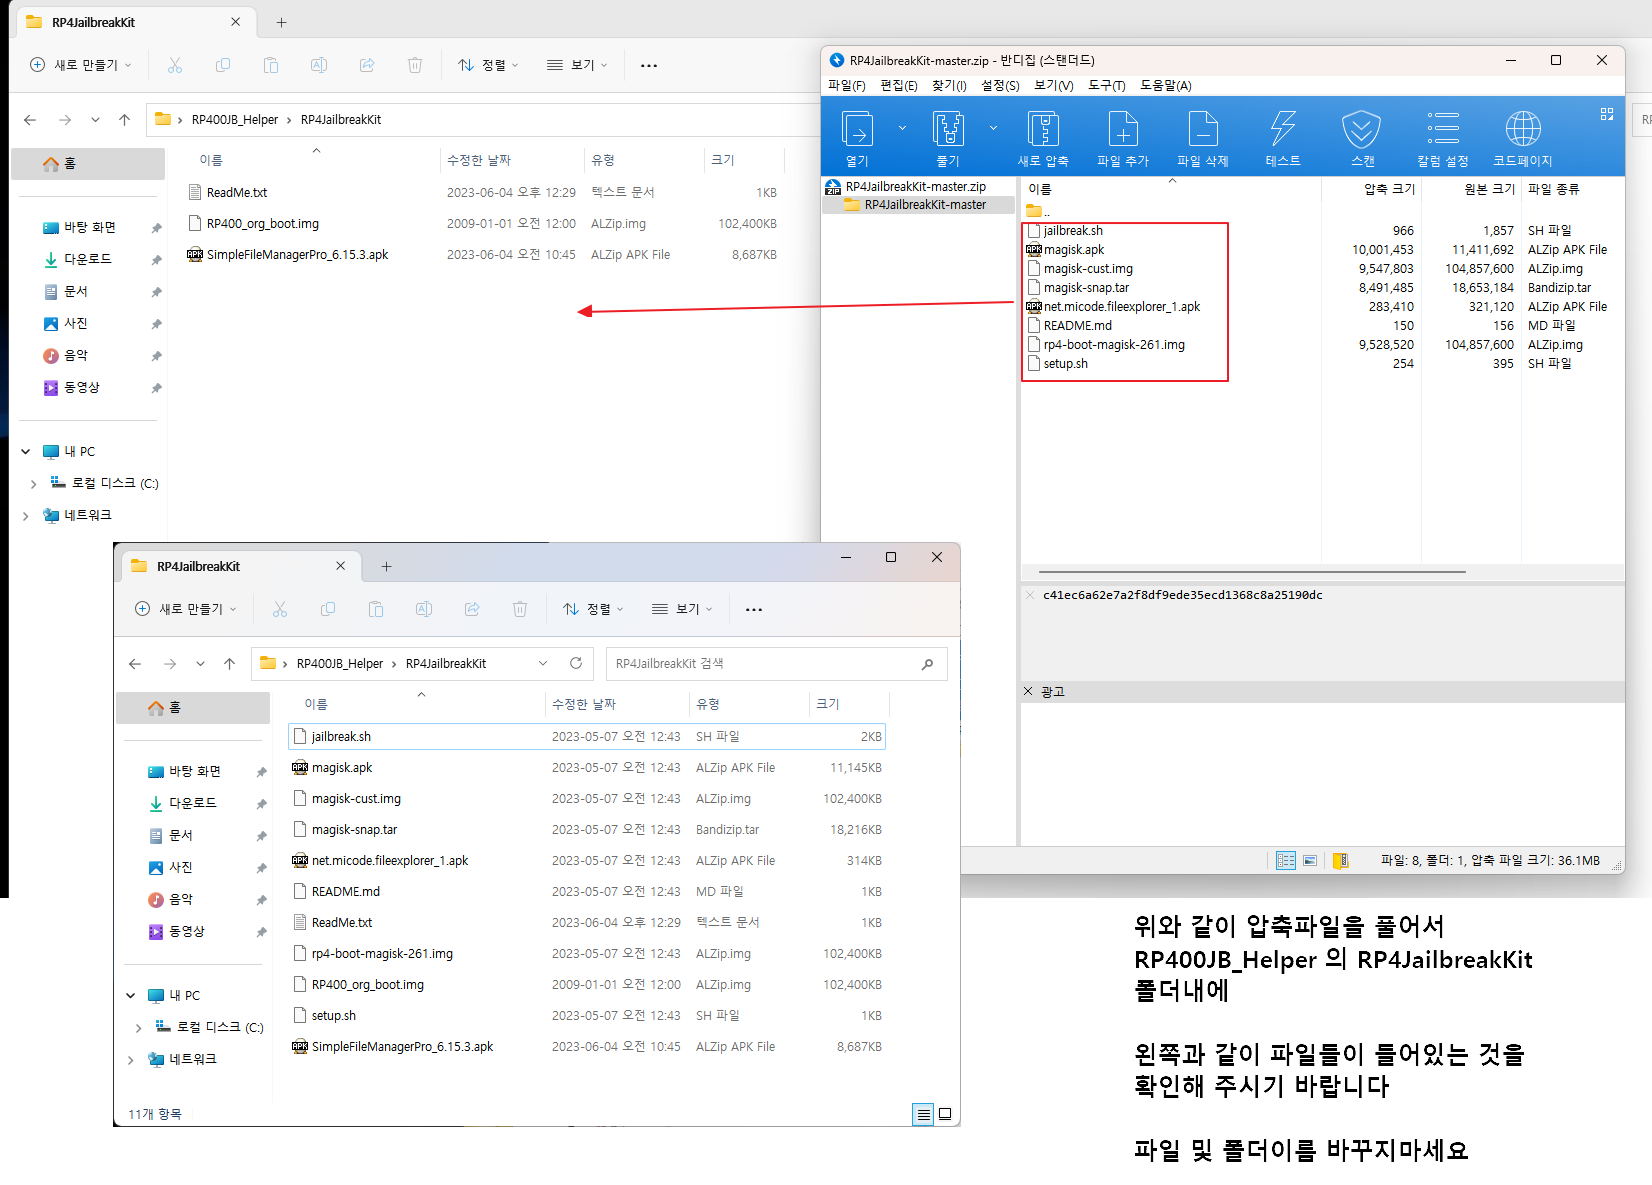 RP4JailbreakKit
새로 만들기
정렬
보기
RP400JB_Helper
RP4JailbreakKit
이름
수정한 날짜
유형
크기
홈
ReadMe.txt 2023-06-04 오후 12:29 텍스트 문서 1KB
RP400_org_boot.img 2009-01-01 오전 12:00 ALZip.img 102,400KB
SimpleFileManagerPro_6.15.3.apk 2023-06-04 오전 10:45 ALZip APK File 8,687KB
바탕 화면
다운로드
문서
사진
음악
동영상
내 PC
로컬 디스크 (C:)
네트워크
RP4JailbreakKit-master.zip - 반디집 (스탠더드)
파일(F) 편집(E) 찾기(I) 설정(S) 보기(V) 도구(T) 도움말(A)
열기 풀기 새로 압축 파일 추가 파일 삭제 테스트 스캔 칼럼 설정 코드페이지
RP4JailbreakKit-master.zip
RP4JailbreakKit-master
이름 압축 크기 원본 크기 파일 종류
..
jailbreak.sh 966 1,857 SH 파일
magisk.apk 10,001,453 11,411,692 ALZip APK File
magisk-cust.img 9,547,803 104,857,600 ALZip.img
magisk-snap.tar 8,491,485 18,653,184 Bandizip.tar
net.micode.fileexplorer_1.apk 283,410 321,120 ALZip APK File
README.md 150 156 MD 파일
rp4-boot-magisk-261.img 9,528,520 104,857,600 ALZip.img
setup.sh 254 395 SH 파일
c41ec6a62e7a2f8df9ede35ecd1368c8a25190dc
광고
파일: 8, 폴더: 1, 압축 파일 크기: 36.1MB
RP4JailbreakKit
새로 만들기
정렬
보기
RP400JB_Helper
RP4JailbreakKit
RP4JailbreakKit 검색
이름
수정한 날짜
유형
크기
홈
jailbreak.sh 2023-05-07 오전 12:43 SH 파일 2KB
magisk.apk 2023-05-07 오전 12:43 ALZip APK File 11,145KB
magisk-cust.img 2023-05-07 오전 12:43 ALZip.img 102,400KB
magisk-snap.tar 2023-05-07 오전 12:43 Bandizip.tar 18,216KB
net.micode.fileexplorer_1.apk 2023-05-07 오전 12:43 ALZip APK File 314KB
README.md 2023-05-07 오전 12:43 MD 파일 1KB
ReadMe.txt 2023-06-04 오후 12:29 텍스트 문서 1KB
rp4-boot-magisk-261.img 2023-05-07 오전 12:43 ALZip.img 102,400KB
RP400_org_boot.img 2009-01-01 오전 12:00 ALZip.img 102,400KB
setup.sh 2023-05-07 오전 12:43 SH 파일 1KB
SimpleFileManagerPro_6.15.3.apk 2023-06-04 오전 10:45 ALZip APK File 8,687KB
바탕 화면
다운로드
문서
사진
음악
동영상
내 PC
로컬 디스크 (C:)
네트워크
11개 항목
위와 같이 압축파일을 풀어서
RP400JB_Helper 의 RP4JailbreakKit
폴더내에
왼쪽과 같이 파일들이 들어있는 것을
확인해 주시기 바랍니다
파일 및 폴더이름 바꾸지마세요